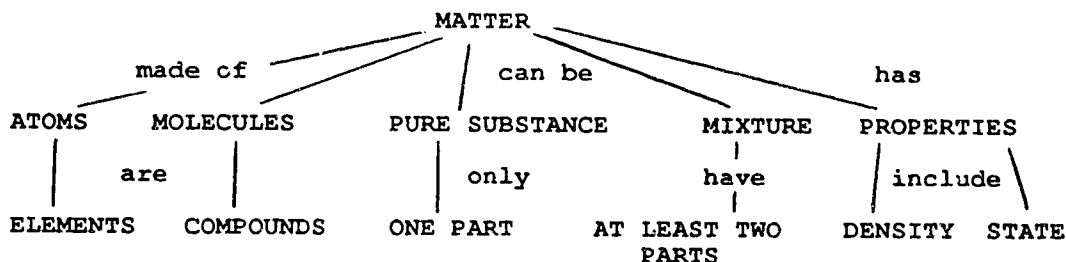 MATTER
made of can be has
ATOMS MOLECULES PURE SUBSTANCE MIXTURE PROPERTIES
are only have include
ELEMENTS COMPOUNDS ONE PART AT LEAST TWO DENSITY STATE
PARTS